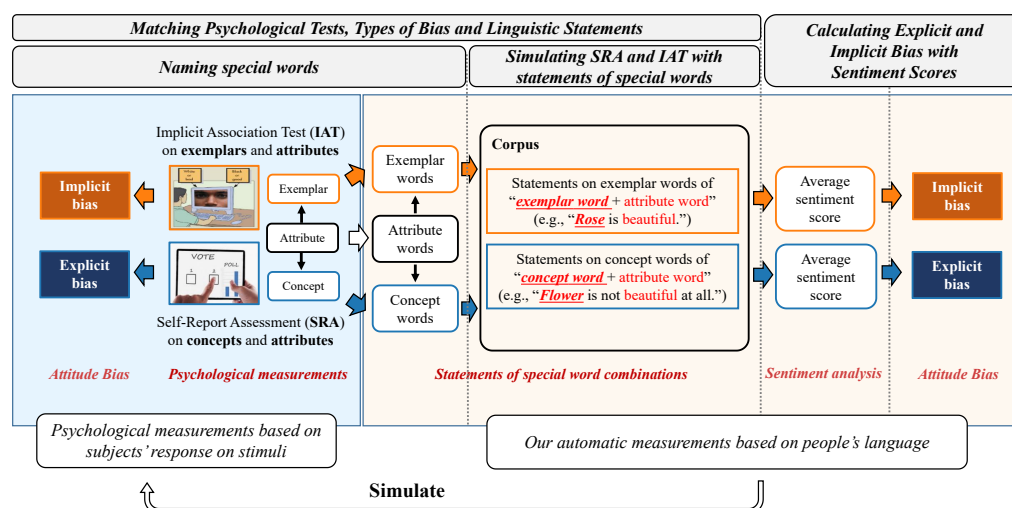 Matching Psychological Tests, Types of Bias and Linguistic Statements
Calculating Explicit and
Implicit Bias with
Sentiment Scores
Naming special words
Simulating SRA and IAT with
statements of special words
Implicit Association Test (IAT)
on exemplars and attributes
Implicit
bias
Exemplar
Attribute
Concept
Explicit
bias
VOTE
POLL
1
2
Self-Report Assessment (SRA)
on concepts and attributes
Exemplar
words
Attribute
words
Concept
words
Corpus
Statements on exemplar words of
“exemplar word + attribute word”
(e.g., “Rose is beautiful.”)
Statements on concept words of
“concept word + attribute word”
(e.g., “Flower is not beautiful at all.”)
Average
sentiment
score
Average
sentiment
score
Implicit
bias
Explicit
bias
Attitude Bias
Psychological measurements
Statements of special word combinations
Sentiment analysis
Attitude Bias
Psychological measurements based on
subjects’ response on stimuli
Our automatic measurements based on people’s language
Simulate